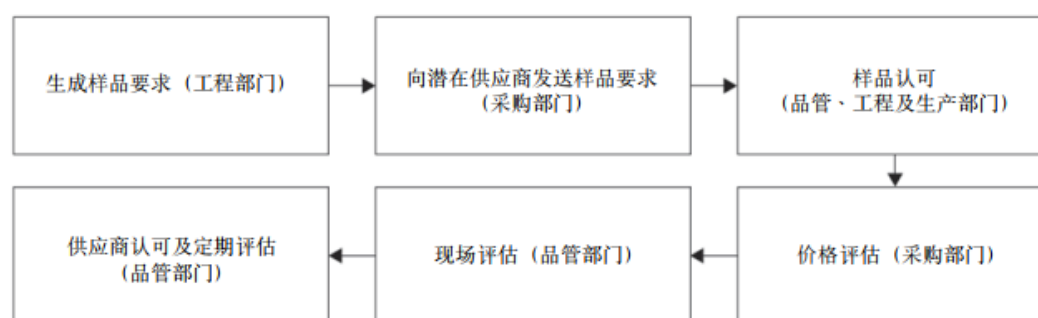 生成样品要求（工程部门）
向潜在供应商发送样品要求
（采购部门）
样品认可
（品管、工程及生产部门）
价格评估（采购部门）
现场评估（品管部门）
供应商认可及定期评估
（品管部门）